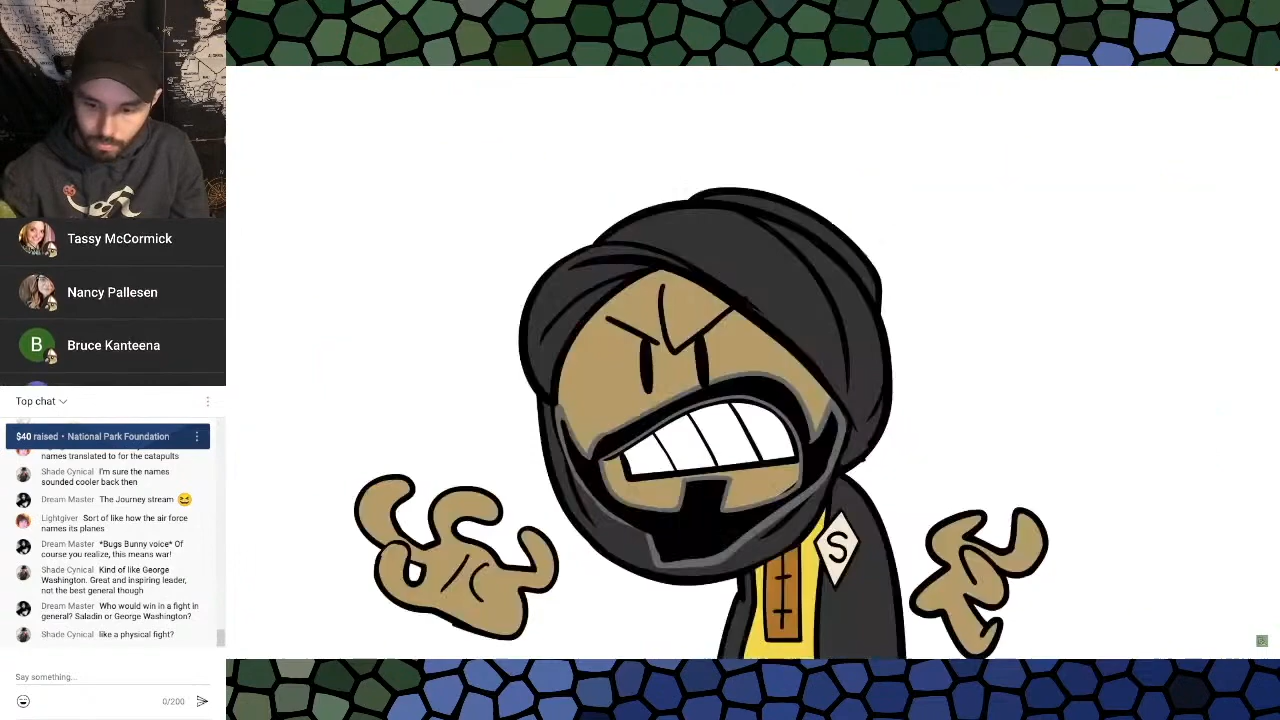 USA
Tassy McCormick
Nancy Pallesen
B
Bruce Kanteena
Top chat
$40 raised • National Park Foundation
names translated to for the catapults
Shade Cynical I'm sure the names
sounded cooler back then
Dream Master The Journey stream 😆
Lightgiver Sort of like how the air force
names its planes
Dream Master *Bugs Bunny voice* Of
course you realize, this means war!
Shade Cynical Kind of like George
Washington. Great and inspiring leader,
not the best general though
Dream Master Who would win in a fight in
general? Saladin or George Washington?
Shade Cynical like a physical fight?
Say something...
0/200
S